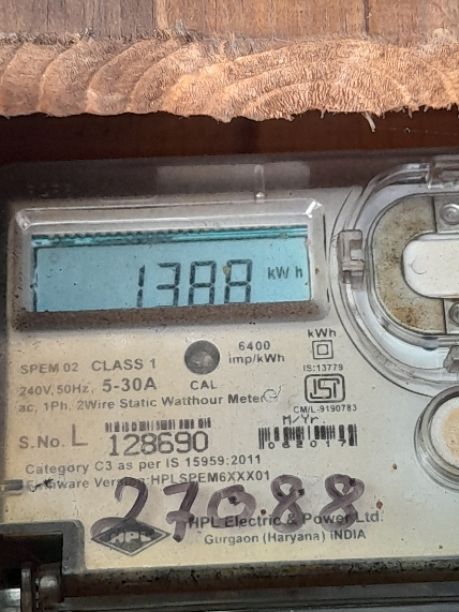 1388 kWh
6400
imp/kWh
kWh
SPEM 02 CLASS 1
IS:13779
240V, 50Hz, 5-30A CAL
ac, 1Ph, 2Wire Static Watthour Meter
CM/L-9190783
M/Yr
S.No. L 128690
062017
Category C3 as per IS 15959:2011
Firmware Version:HPLSPEM6XXX01
27088
HPL HPL Electric & Power Ltd.
Gurgaon (Haryana) INDIA